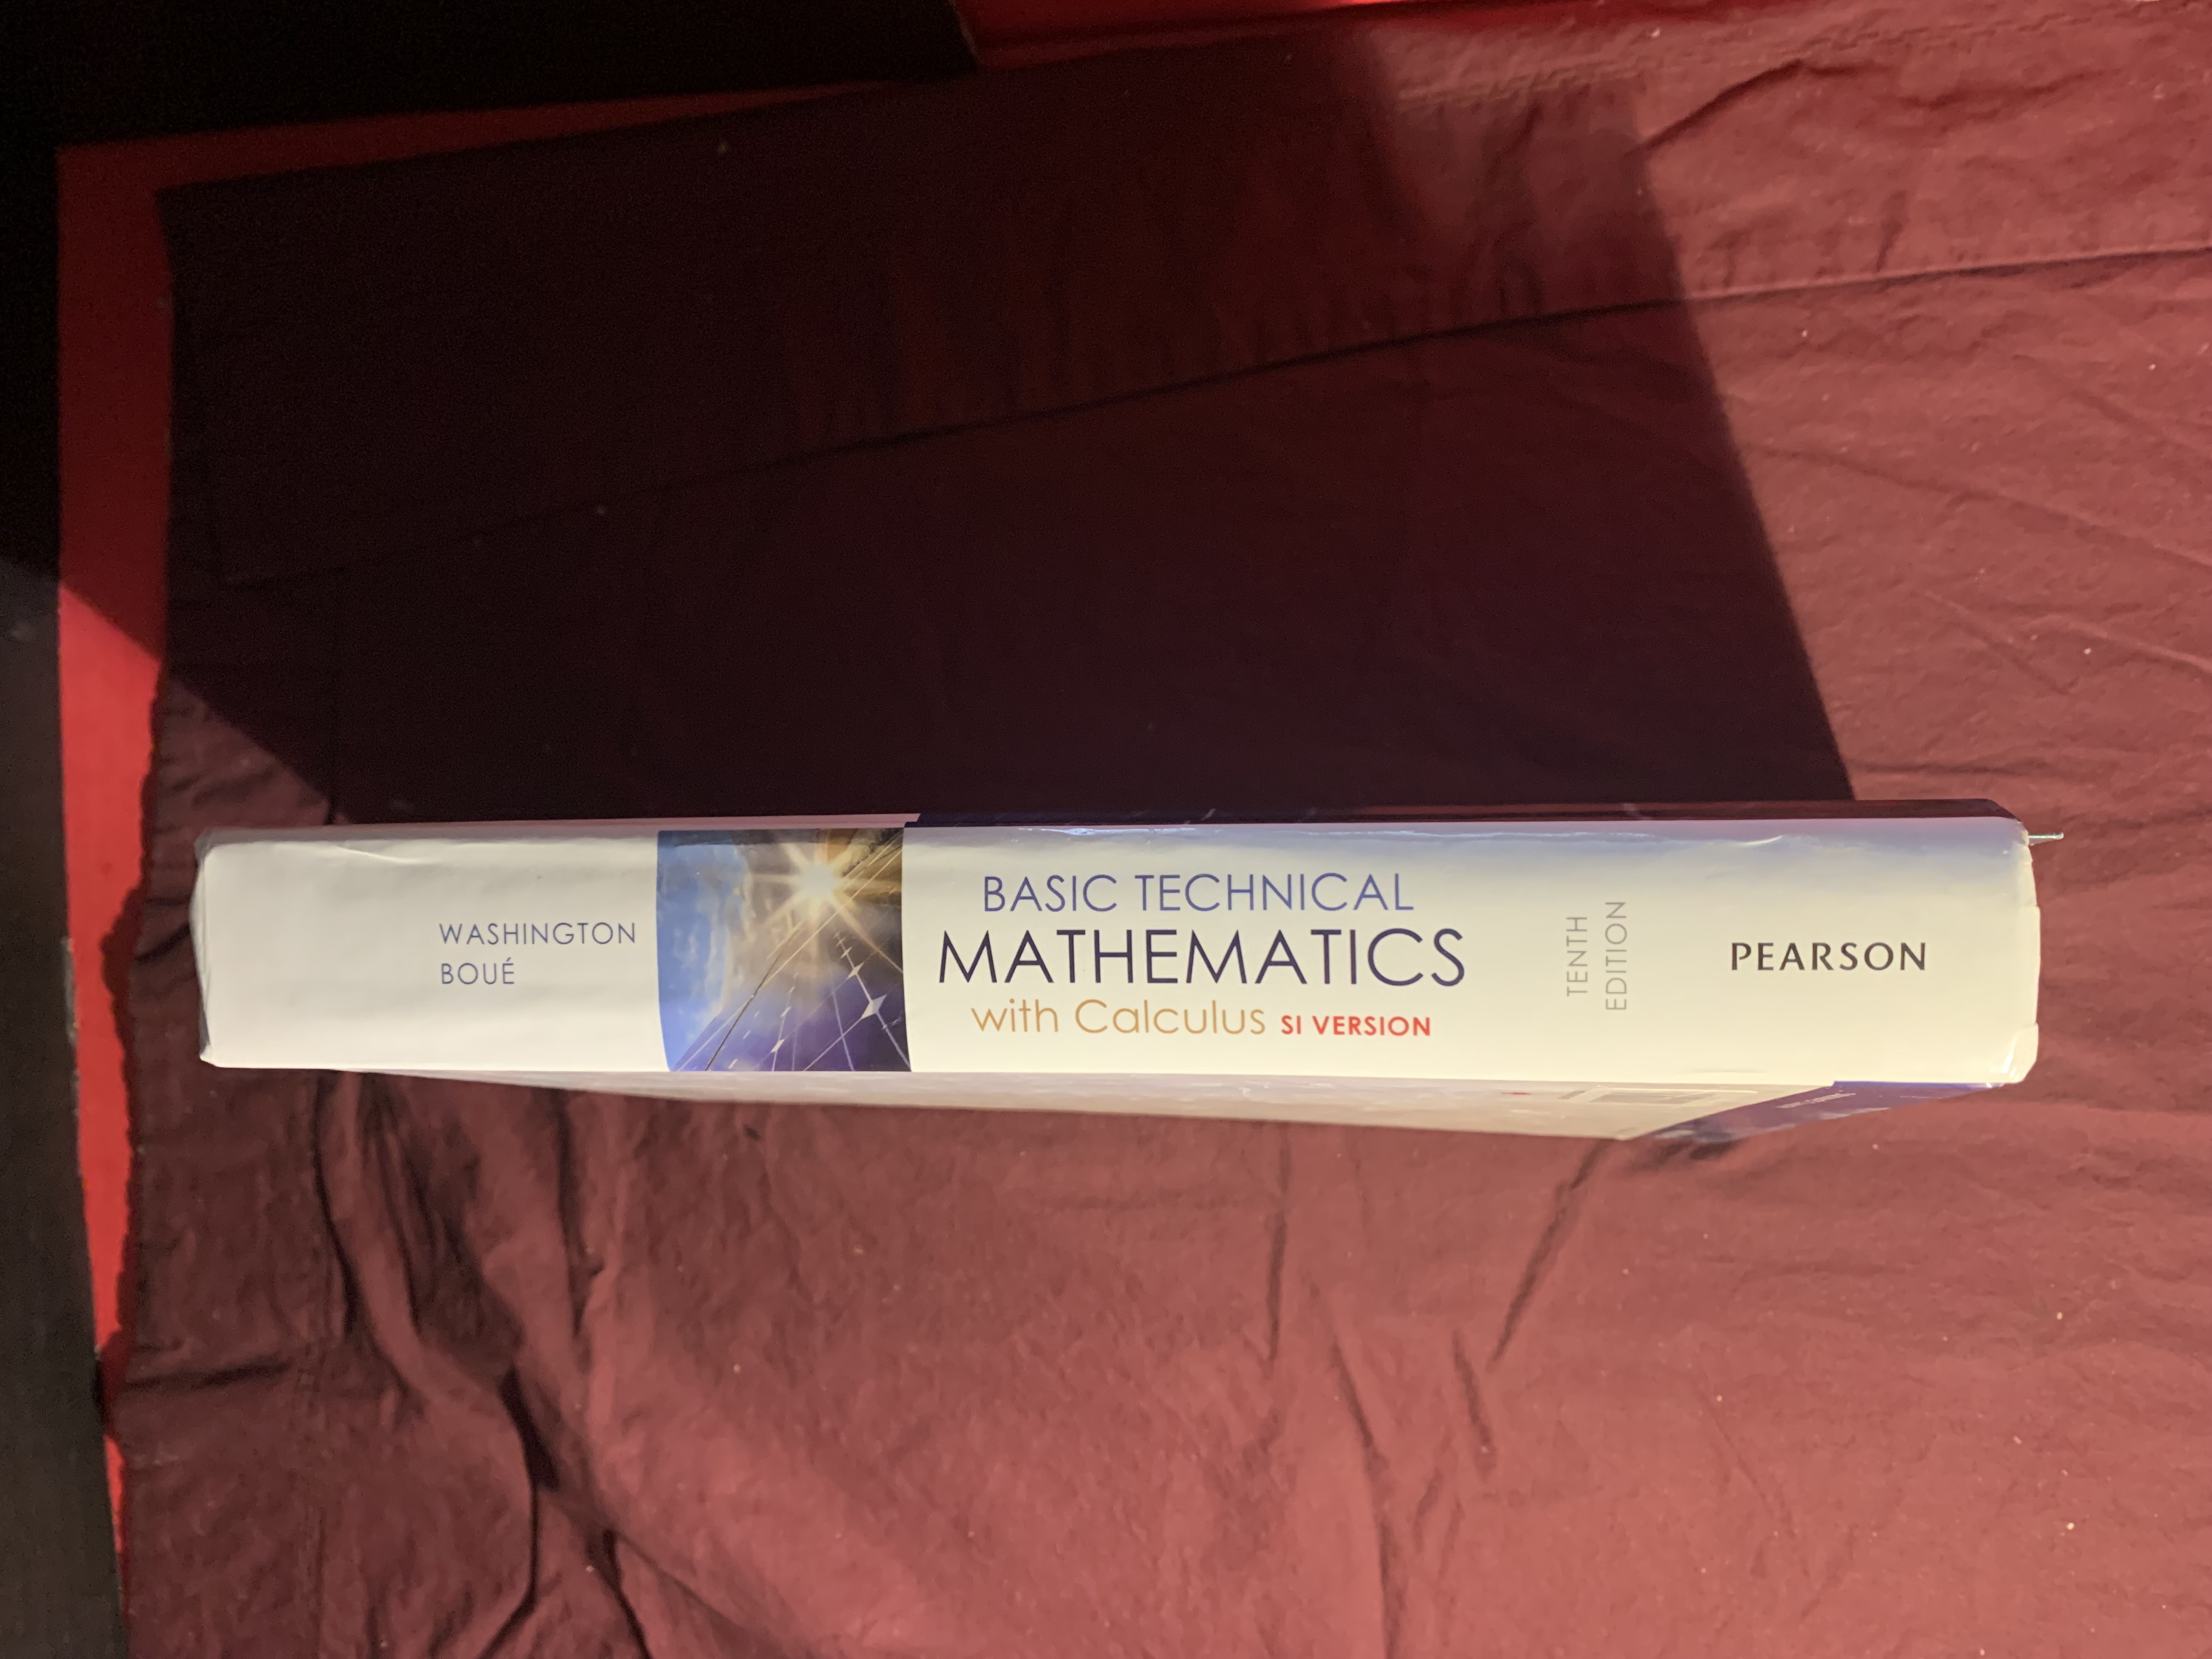 WASHINGTON
BOUÉ
BASIC TECHNICAL
MATHEMATICS
with Calculus SI VERSION
TENTH
EDITION
PEARSON